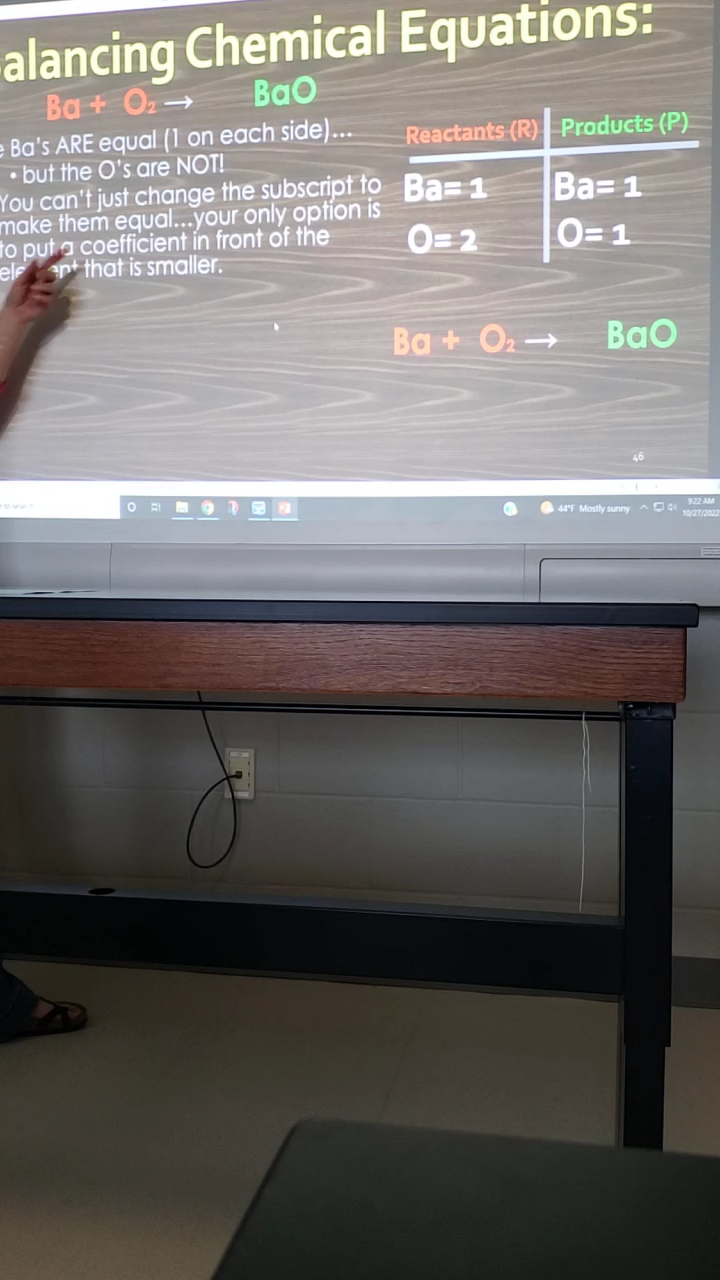 alancing Chemical Equations:
Ba + O₂ → BaO
e Ba's ARE equal (1 on each side)...
• but the O's are NOT!
You can't just change the subscript to
make them equal...your only option is
to put a coefficient in front of the
that is smaller.
Reactants (R) Products (P)
Ba= 1 Ba= 1
O= 2 O= 1
Ba + O₂ → BaO
46
44°F Mostly sunny
9:22 AM
10/27/2022